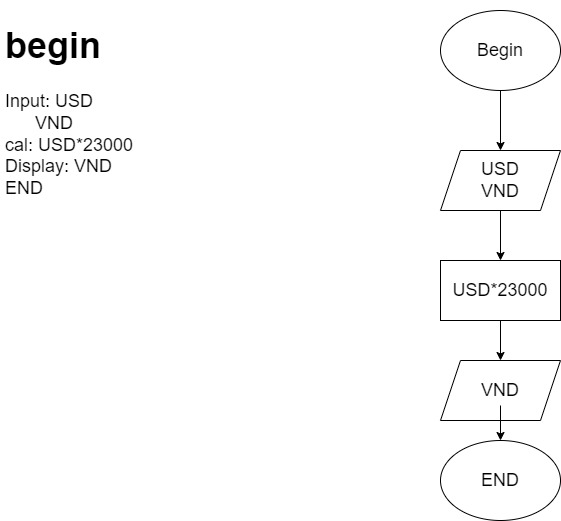 begin
Input: USD
VND
cal: USD*23000
Display: VND
END
Begin
USD
VND
USD*23000
VND
END